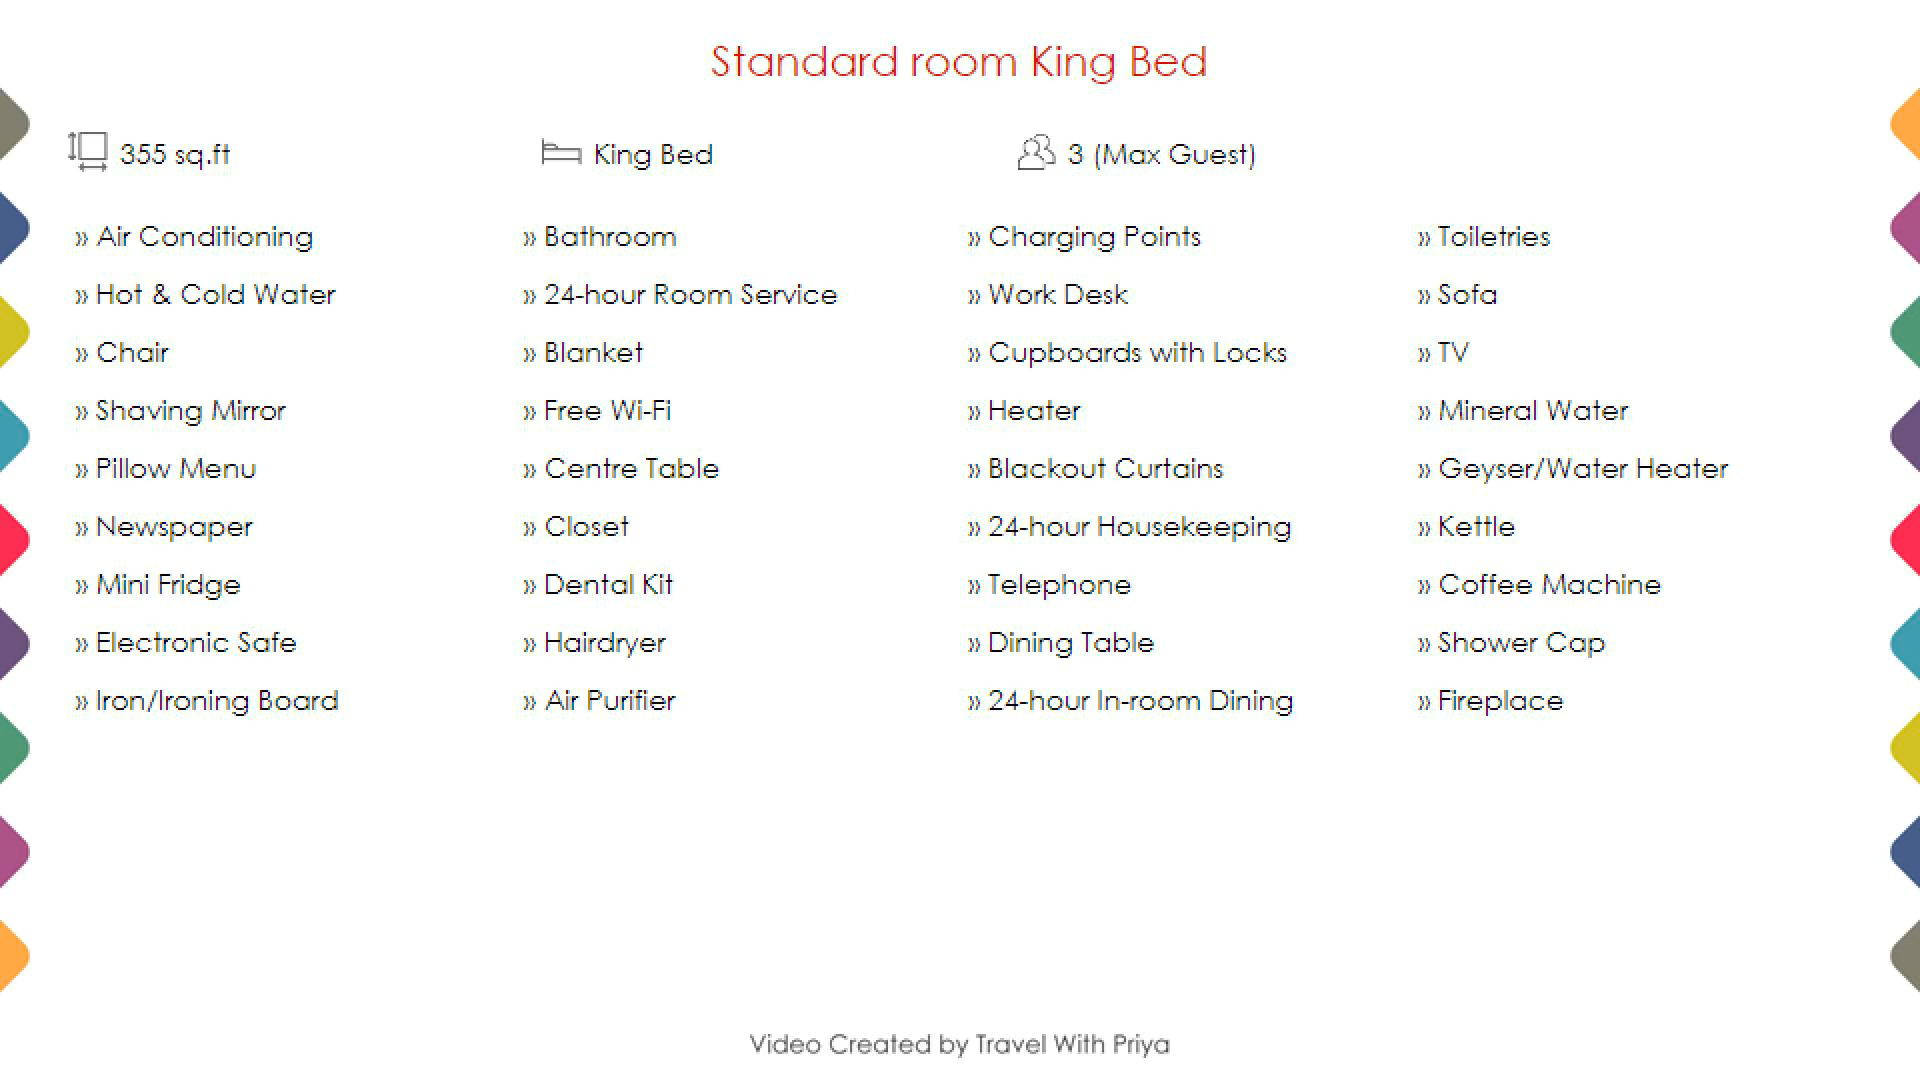 Standard room King Bed
355 sq.ft King Bed 3 (Max Guest)
» Air Conditioning » Bathroom » Charging Points » Toiletries
» Hot & Cold Water » 24-hour Room Service » Work Desk » Sofa
» Chair » Blanket » Cupboards with Locks » TV
» Shaving Mirror » Free Wi-Fi » Heater » Mineral Water
» Pillow Menu » Centre Table » Blackout Curtains » Geyser/Water Heater
» Newspaper » Closet » 24-hour Housekeeping » Kettle
» Mini Fridge » Dental Kit » Telephone » Coffee Machine
» Electronic Safe » Hairdryer » Dining Table » Shower Cap
» Iron/Ironing Board » Air Purifier » 24-hour In-room Dining » Fireplace
Video Created by Travel With Priya